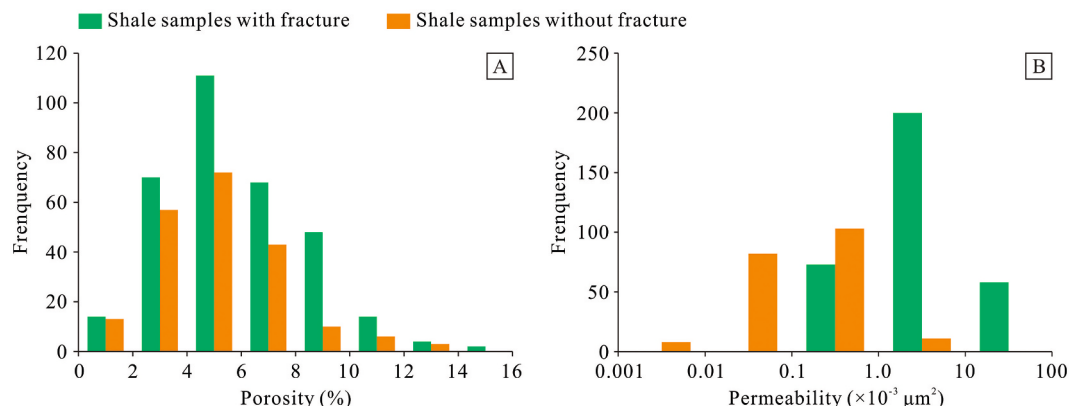 Shale samples with fracture
Shale samples without fracture
A
120
100
80
60
40
20
0
Frenquency
0 2 4 6 8 10 12 14 16
Porosity (%)
B
250
200
150
100
50
0
Frenquency
0.001 0.01 0.1 1.0 10 100
Permeability (×10⁻³ μm²)